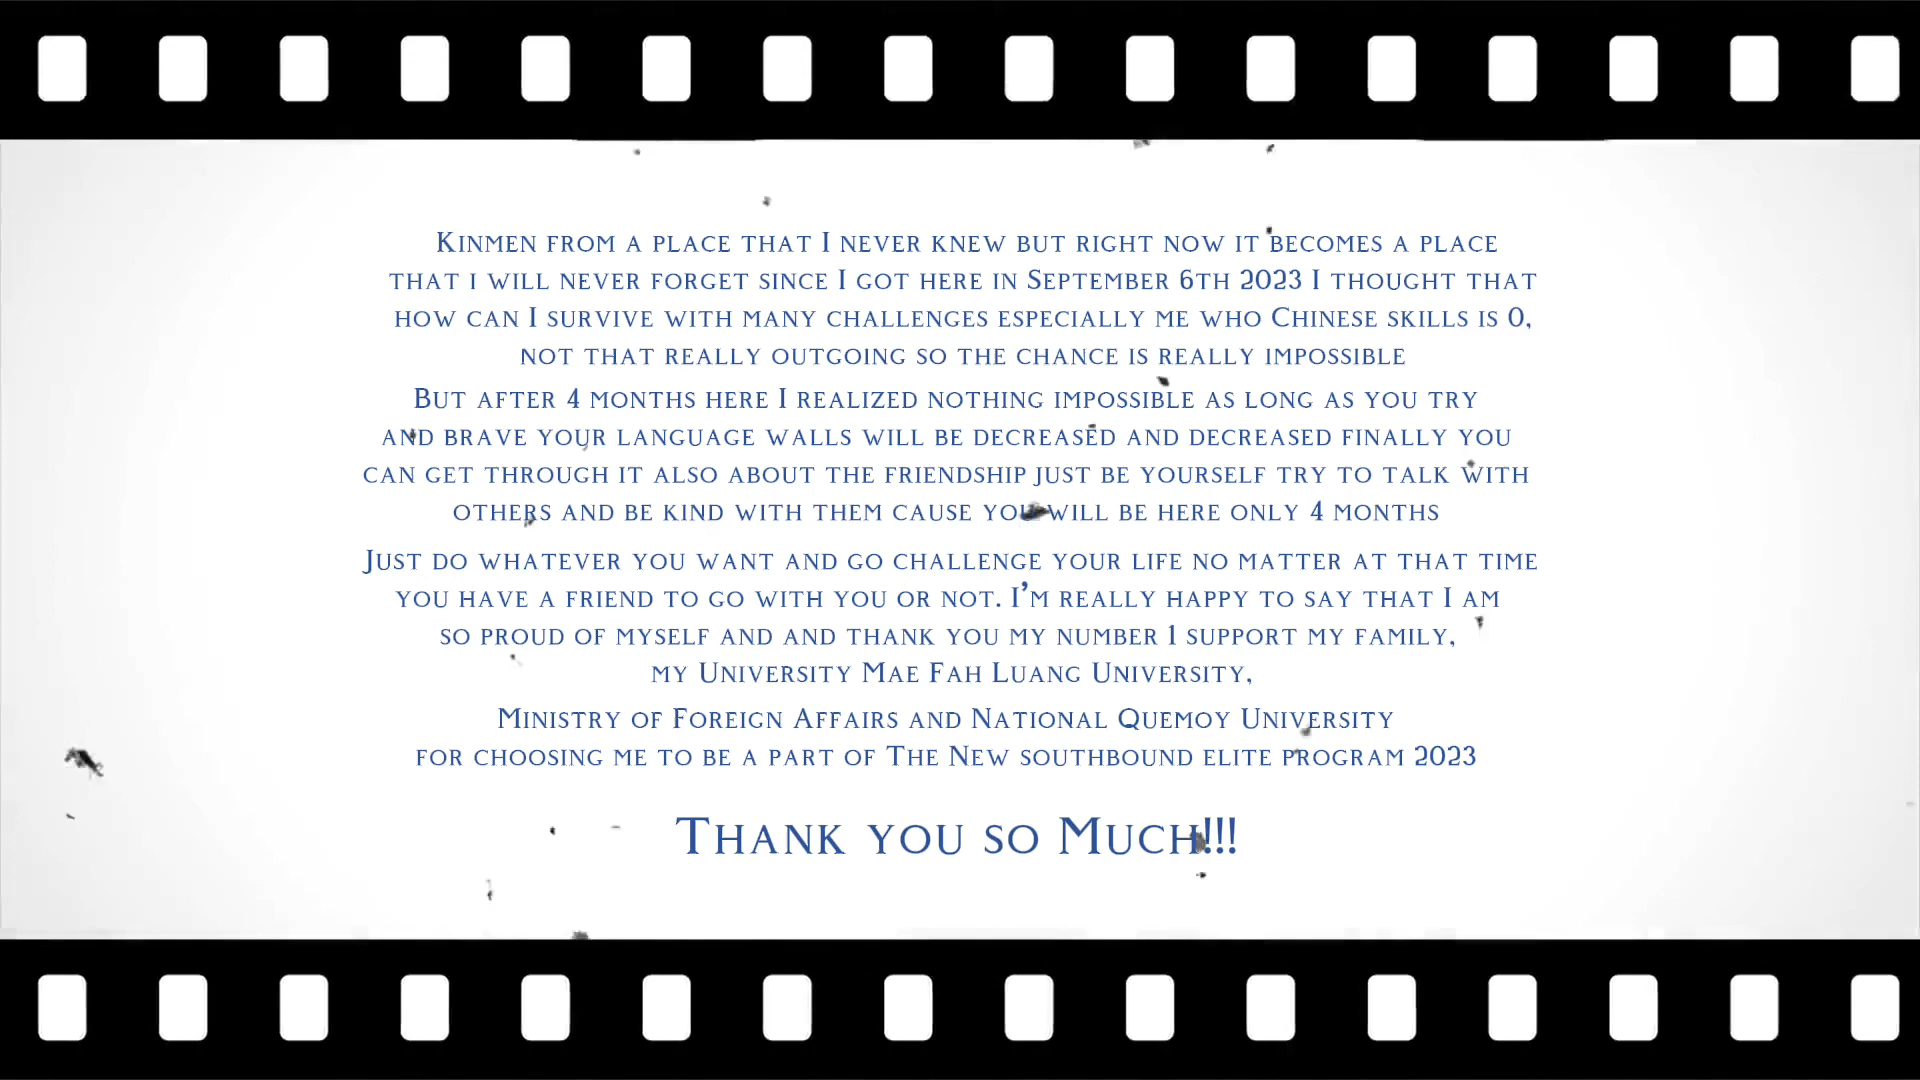 Kinmen from a place that I never knew but right now it becomes a place
that i will never forget since I got here in September 6th 2023 I thought that
how can I survive with many challenges especially me who Chinese skills is 0,
not that really outgoing so the chance is really impossible
But after 4 months here I realized nothing impossible as long as you try
and brave your language walls will be decreased and decreased finally you
can get through it also about the friendship just be yourself try to talk with
others and be kind with them cause you will be here only 4 months
Just do whatever you want and go challenge your life no matter at that time
you have a friend to go with you or not. I'm really happy to say that I am
so proud of myself and and thank you my number 1 support my family,
my University Mae Fah Luang University,
Ministry of Foreign Affairs and National Quemoy University
for choosing me to be a part of The New southbound elite program 2023
Thank you so Much!!!